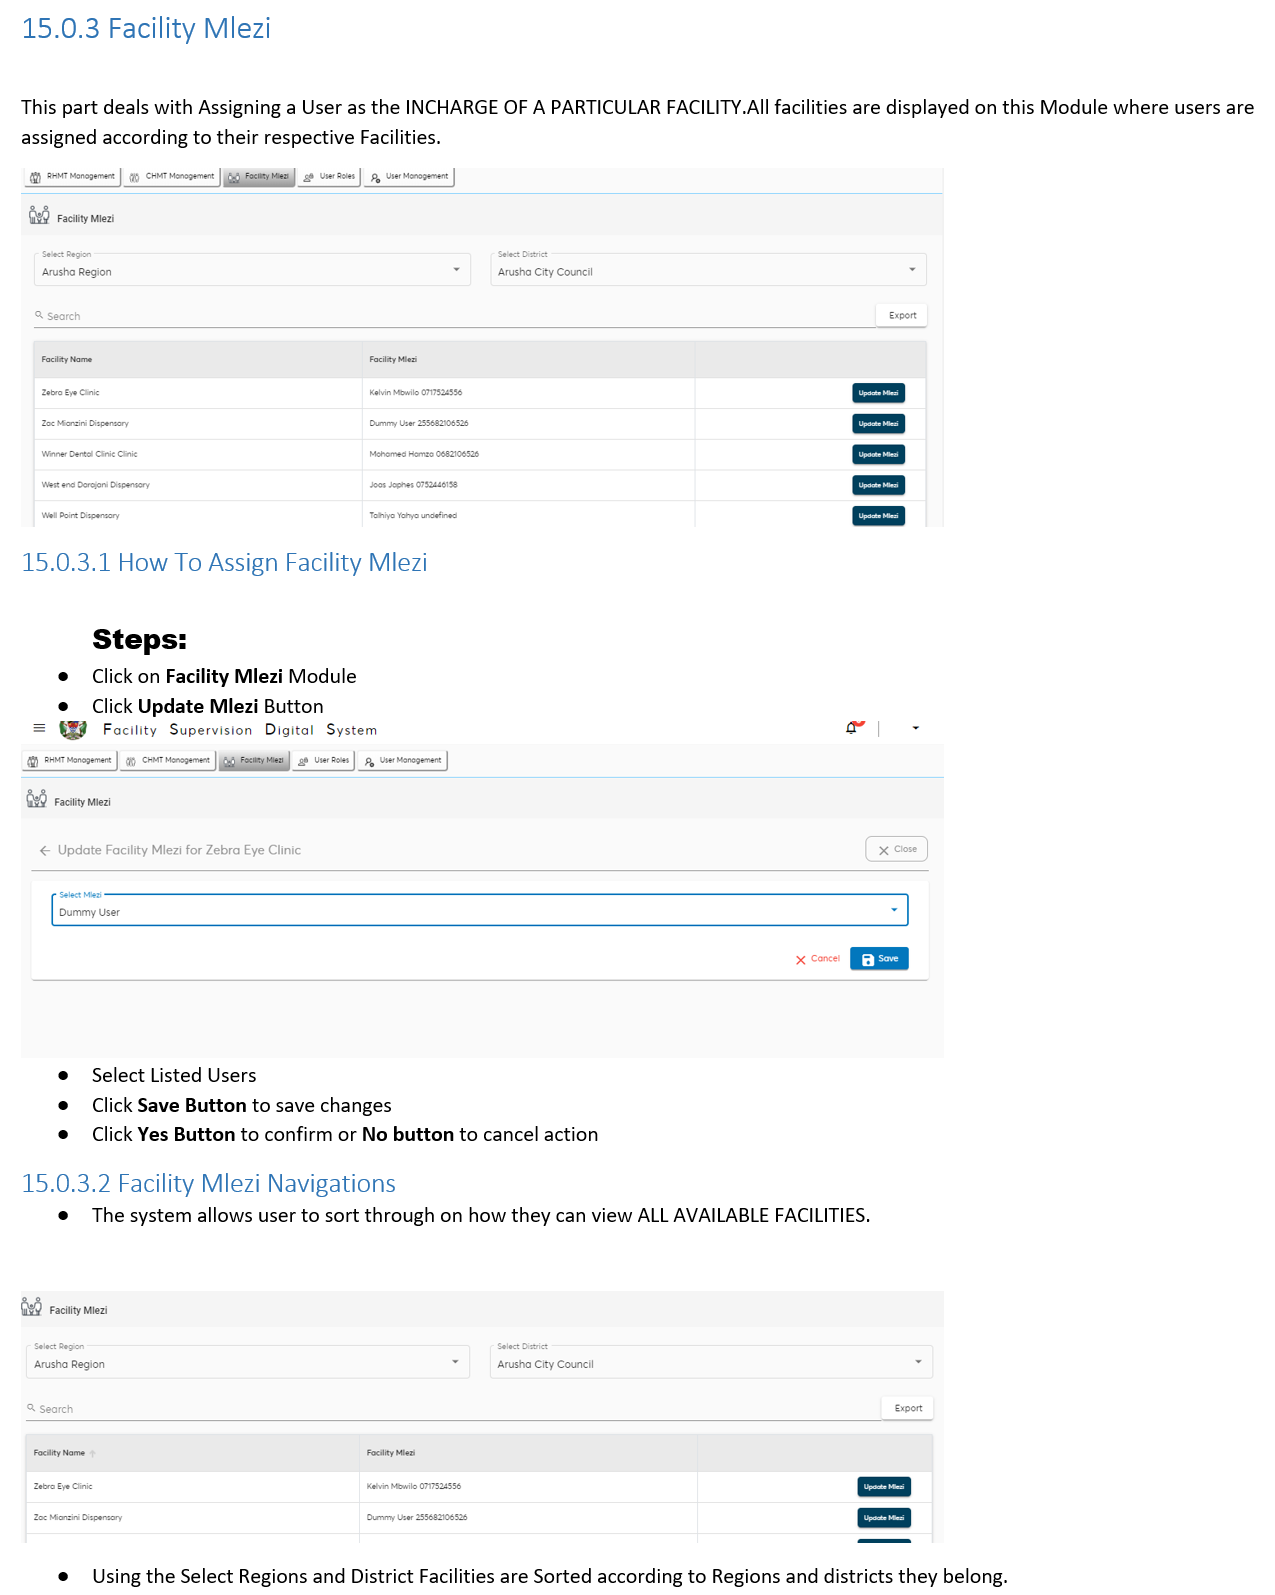 15.0.3 Facility Mlezi
This part deals with Assigning a User as the INCHARGE OF A PARTICULAR FACILITY.All facilities are displayed on this Module where users are
assigned according to their respective Facilities.
RHMT Management CHMT Management Facility Mlezi User Roles User Management
Facility Mlezi
Select Region Select District
Arusha Region Arusha City Council
Search Export
Facility Name Facility Mlezi
Zebra Eye Clinic Kelvin Mbwilo 0717524556 Update Mlezi
Zac Mianzini Dispensary Dummy User 255682106526 Update Mlezi
Winner Dental Clinic Clinic Mohamed Hamza 0682106526 Update Mlezi
West end Darajani Dispensary Joas Japhes 0752446158 Update Mlezi
Well Point Dispensary Talhiya Yahya undefined Update Mlezi
15.0.3.1 How To Assign Facility Mlezi
Steps:
● Click on Facility Mlezi Module
● Click Update Mlezi Button
Facility Supervision Digital System
RHMT Management CHMT Management Facility Mlezi User Roles User Management
Facility Mlezi
Update Facility Mlezi for Zebra Eye Clinic Close
Select Mlezi
Dummy User
Cancel Save
● Select Listed Users
● Click Save Button to save changes
● Click Yes Button to confirm or No button to cancel action
15.0.3.2 Facility Mlezi Navigations
● The system allows user to sort through on how they can view ALL AVAILABLE FACILITIES.
Facility Mlezi
Select Region Select District
Arusha Region Arusha City Council
Search Export
Facility Name Facility Mlezi
Zebra Eye Clinic Kelvin Mbwilo 0717524556 Update Mlezi
Zac Mianzini Dispensary Dummy User 255682106526 Update Mlezi
● Using the Select Regions and District Facilities are Sorted according to Regions and districts they belong.